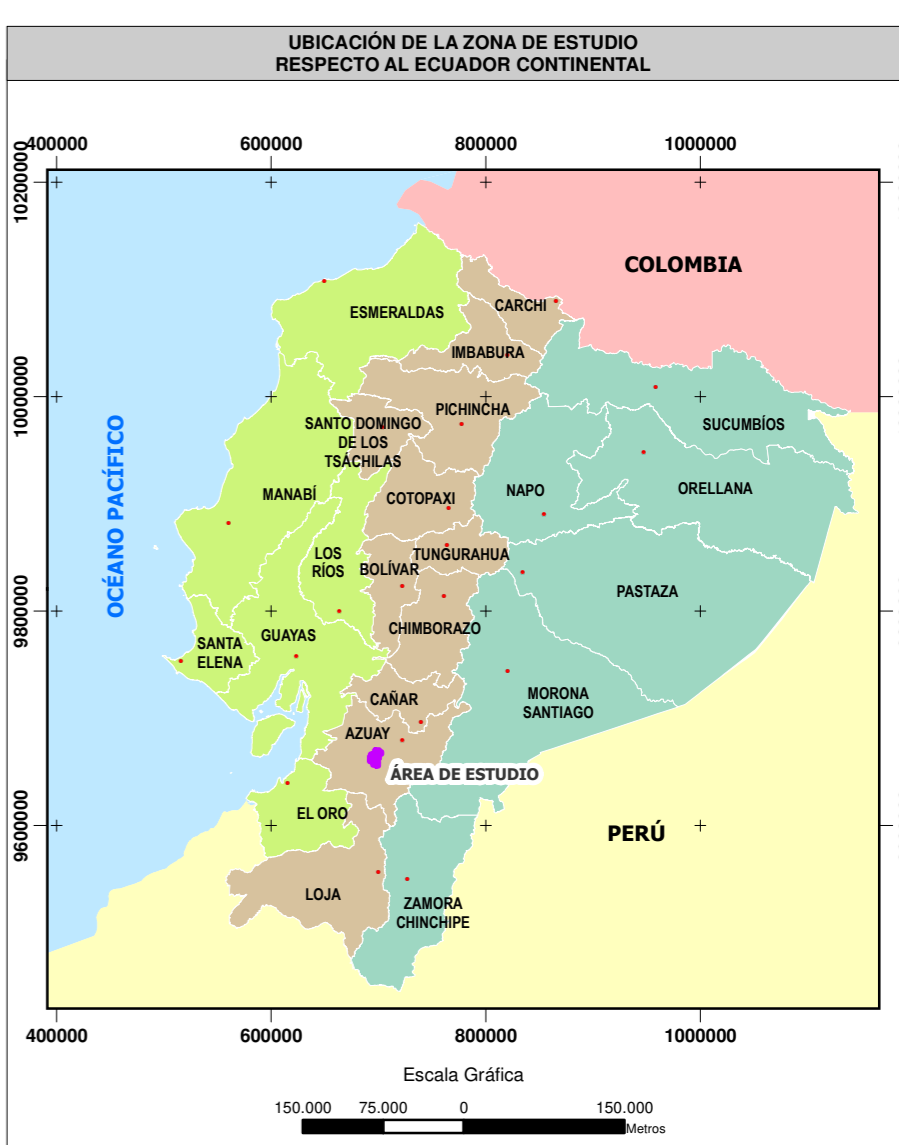 UBICACIÓN DE LA ZONA DE ESTUDIO
RESPECTO AL ECUADOR CONTINENTAL
400000 600000 800000 1000000
10200000
COLOMBIA
CARCHI
ESMERALDAS
IMBABURA
10000000
PICHINCHA
SANTO DOMINGO
DE LOS
TSÁCHILAS
SUCUMBÍOS
OCÉANO PACÍFICO
MANABÍ
COTOPAXI
NAPO
ORELLANA
LOS
RÍOS
TUNGURAHUA
BOLÍVAR
PASTAZA
9800000
CHIMBORAZO
GUAYAS
SANTA
ELENA
CAÑAR
MORONA
SANTIAGO
AZUAY
ÁREA DE ESTUDIO
EL ORO
9600000
PERÚ
LOJA
ZAMORA
CHINCHIPE
400000 600000 800000 1000000
Escala Gráfica
150.000 75.000 0 150.000
Metros